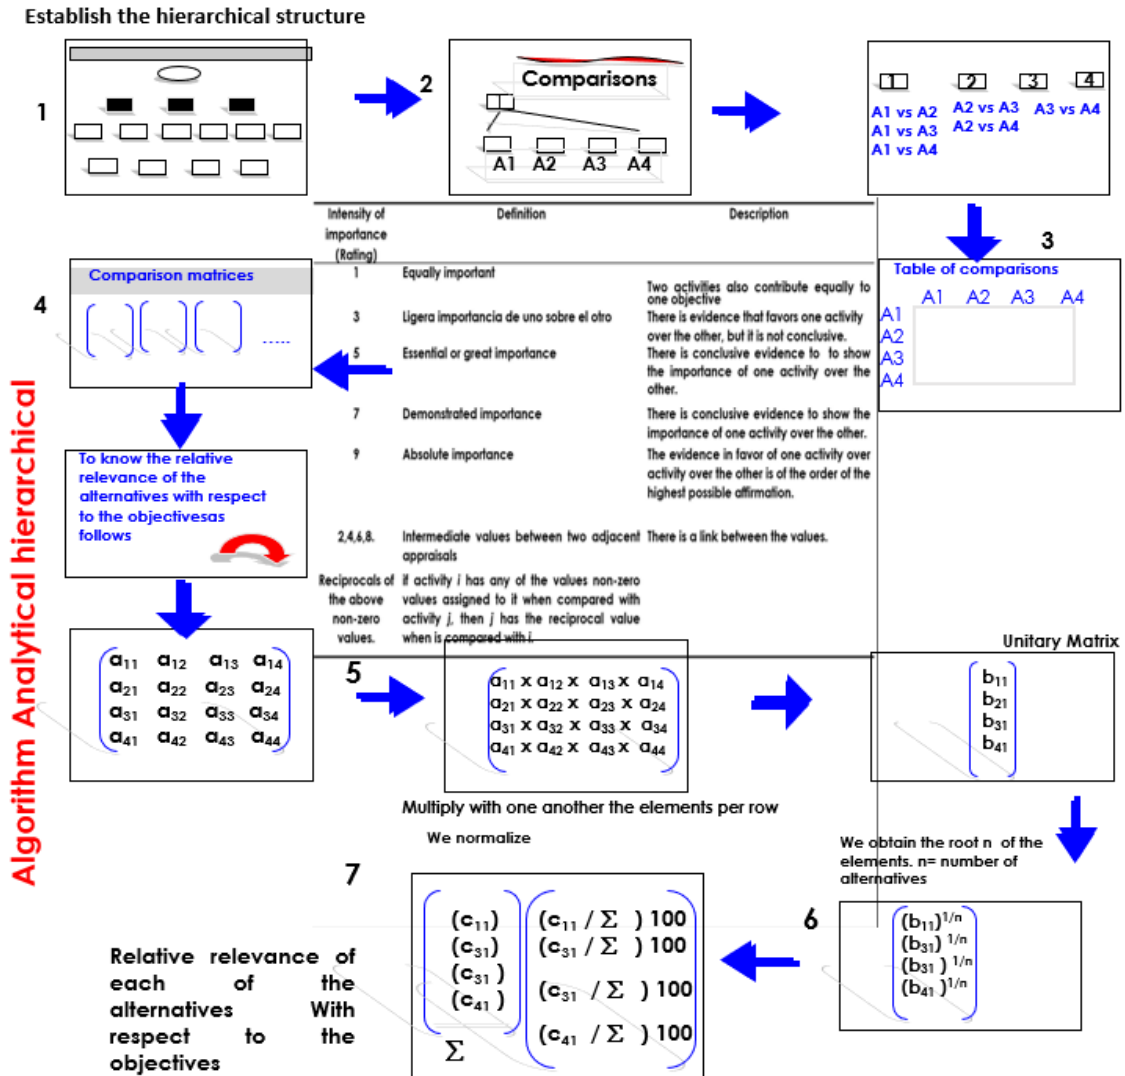 Establish the hierarchical structure
1
2
Comparisons
A1 A2 A3 A4
1 2 3 4
A1 vs A2 A2 vs A3 A3 vs A4
A1 vs A3 A2 vs A4
A1 vs A4
3
Table of comparisons
A1 A2 A3 A4
A1
A2
A3
A4
Intensity of importance (Rating) Definition Description
1 Equally important
Two activities also contribute equally to
one objective
3 Ligera importancia de uno sobre el otro There is evidence that favors one activity
over the other, but it is not conclusive.
5 Essential or great importance There is conclusive evidence to to show
the importance of one activity over the
other.
7 Demonstrated importance There is conclusive evidence to show the
importance of one activity over the other.
9 Absolute importance The evidence in favor of one activity over
activity over the other is of the order of the
highest possible affirmation.
2,4,6,8. Intermediate values between two adjacent There is a link between the values.
appraisals
Reciprocals of if activity i has any of the values non-zero
the above values assigned to it when compared with
non-zero activity j, then j has the reciprocal value
values. when is compared with i.
4
Comparison matrices
.....
To know the relative
relevance of the
alternatives with respect
to the objectivesas
follows
Algorithm Analytical hierarchical
a11 a12 a13 a14
a21 a22 a23 a24
a31 a32 a33 a34
a41 a42 a43 a44
5
a11 x a12 x a13 x a14
a21 x a22 x a23 x a24
a31 x a32 x a33 x a34
a41 x a42 x a43 x a44
Multiply with one another the elements per row
Unitary Matrix
b11
b21
b31
b41
We obtain the root n of the
elements. n= number of
alternatives
6
(b11)1/n
(b31) 1/n
(b31 ) 1/n
(b41 )1/n
We normalize
7
(c11) (c11 / Σ ) 100
(c31) (c31 / Σ ) 100
(c31 ) (c31 / Σ ) 100
(c41 ) (c41 / Σ ) 100
Σ
Relative relevance of
each of the
alternatives With
respect to the
objectives